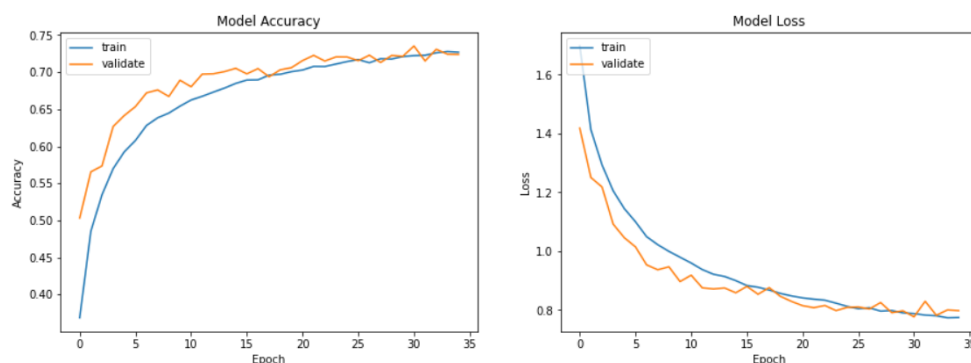 Model Accuracy
0.75
0.70
0.65
0.60
0.55
0.50
0.45
0.40
Accuracy
train
validate
0 5 10 15 20 25 30 35
Epoch
Model Loss
1.6
1.4
1.2
1.0
0.8
Loss
train
validate
0 5 10 15 20 25 30 35
Epoch